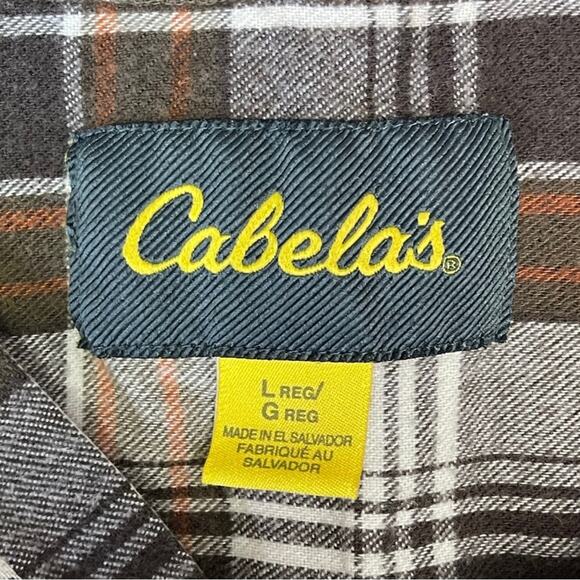 Cabela's®
L REG/
G REG
MADE IN EL SALVADOR
FABRIQUÉ AU
SALVADOR